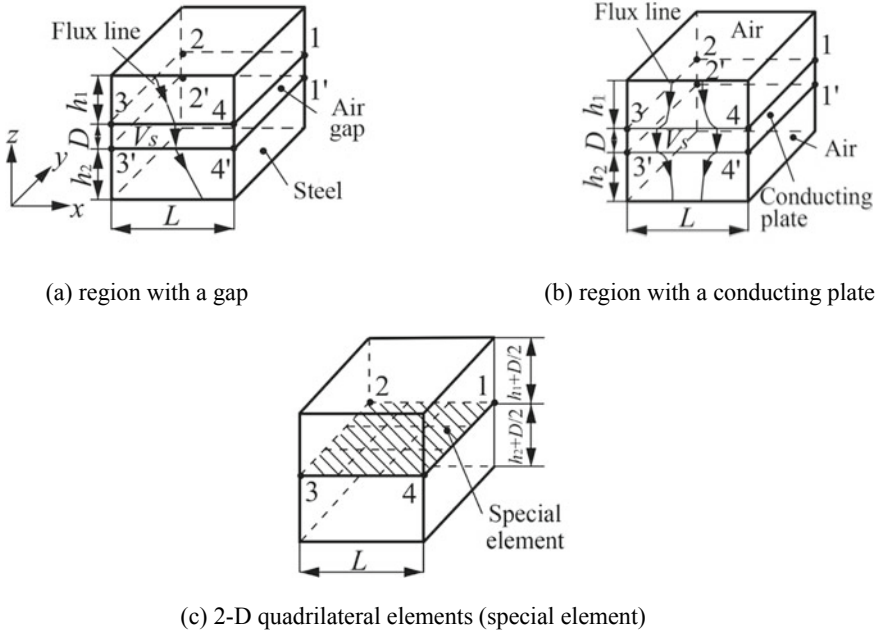 Flux line
2
1
2'
1'
3
4
Air
gap
h₁
D
Vs
h₂
3'
4'
Steel
z
y
x
L
(a) region with a gap
Flux line
Air
2
1
2'
1'
3
4
h₁
D
Vs
h₂
3'
4'
Air
Conducting
plate
L
(b) region with a conducting plate
2
1
h₁+D/2
h₂+D/2
3
4
Special
element
L
(c) 2-D quadrilateral elements (special element)